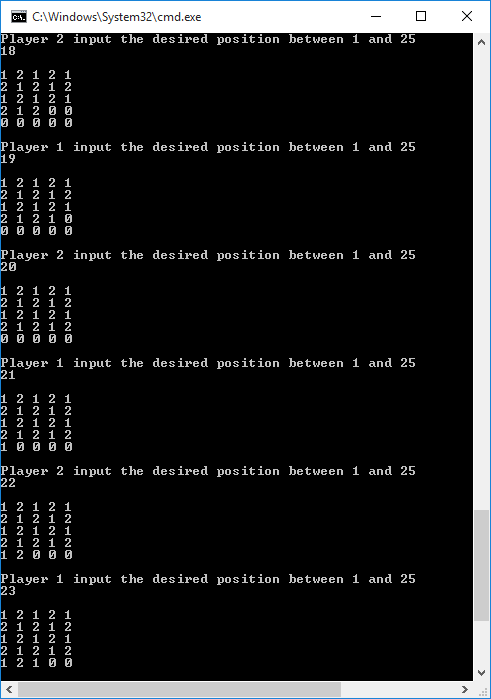 C:\Windows\System32\cmd.exe
Player 2 input the desired position between 1 and 25
18
1 2 1 2 1
2 1 2 1 2
1 2 1 2 1
2 1 2 0 0
0 0 0 0 0
Player 1 input the desired position between 1 and 25
19
1 2 1 2 1
2 1 2 1 2
1 2 1 2 1
2 1 2 1 0
0 0 0 0 0
Player 2 input the desired position between 1 and 25
20
1 2 1 2 1
2 1 2 1 2
1 2 1 2 1
2 1 2 1 2
0 0 0 0 0
Player 1 input the desired position between 1 and 25
21
1 2 1 2 1
2 1 2 1 2
1 2 1 2 1
2 1 2 1 2
1 0 0 0 0
Player 2 input the desired position between 1 and 25
22
1 2 1 2 1
2 1 2 1 2
1 2 1 2 1
2 1 2 1 2
1 2 0 0 0
Player 1 input the desired position between 1 and 25
23
1 2 1 2 1
2 1 2 1 2
1 2 1 2 1
2 1 2 1 2
1 2 1 0 0